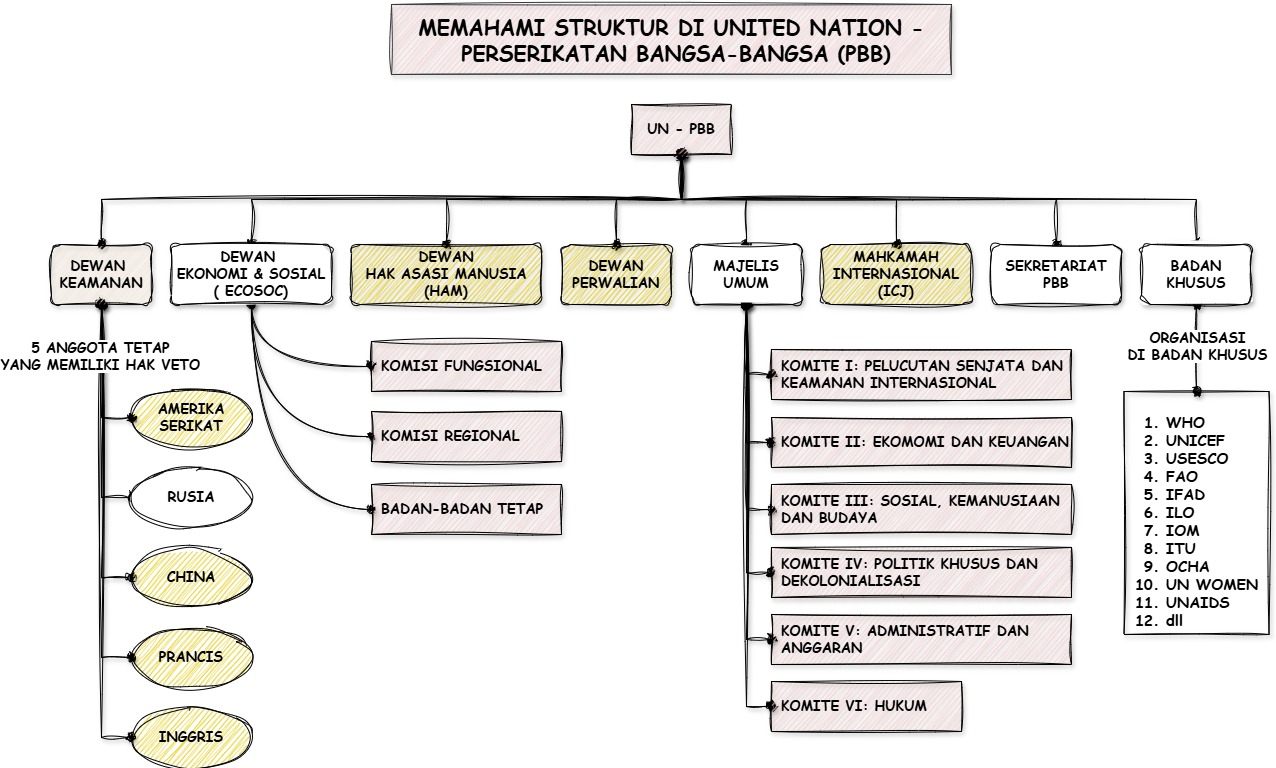 MEMAHAMI STRUKTUR DI UNITED NATION -
PERSERIKATAN BANGSA-BANGSA (PBB)
UN - PBB
DEWAN
KEAMANAN
DEWAN
EKONOMI & SOSIAL
( ECOSOC)
DEWAN
HAK ASASI MANUSIA
(HAM)
DEWAN
PERWALIAN
MAJELIS
UMUM
MAHKAMAH
INTERNASIONAL
(ICJ)
SEKRETARIAT
PBB
BADAN
KHUSUS
5 ANGGOTA TETAP
YANG MEMILIKI HAK VETO
AMERIKA
SERIKAT
RUSIA
CHINA
PRANCIS
INGGRIS
KOMISI FUNGSIONAL
KOMISI REGIONAL
BADAN-BADAN TETAP
KOMITE I: PELUCUTAN SENJATA DAN
KEAMANAN INTERNASIONAL
KOMITE II: EKOMOMI DAN KEUANGAN
KOMITE III: SOSIAL, KEMANUSIAAN
DAN BUDAYA
KOMITE IV: POLITIK KHUSUS DAN
DEKOLONIALISASI
KOMITE V: ADMINISTRATIF DAN
ANGGARAN
KOMITE VI: HUKUM
ORGANISASI
DI BADAN KHUSUS
1. WHO
2. UNICEF
3. USESCO
4. FAO
5. IFAD
6. ILO
7. IOM
8. ITU
9. OCHA
10. UN WOMEN
11. UNAIDS
12. dll